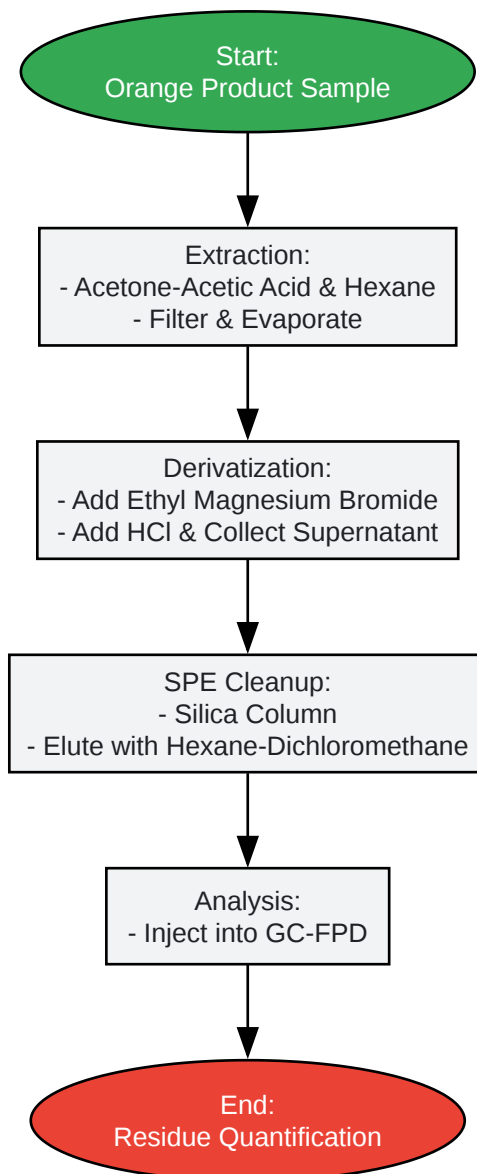 Start:
Orange Product Sample
Extraction:
- Acetone-Acetic Acid & Hexane
- Filter & Evaporate
Derivatization:
- Add Ethyl Magnesium Bromide
- Add HCl & Collect Supernatant
SPE Cleanup:
- Silica Column
- Elute with Hexane-Dichloromethane
Analysis:
- Inject into GC-FPD
End:
Residue Quantification